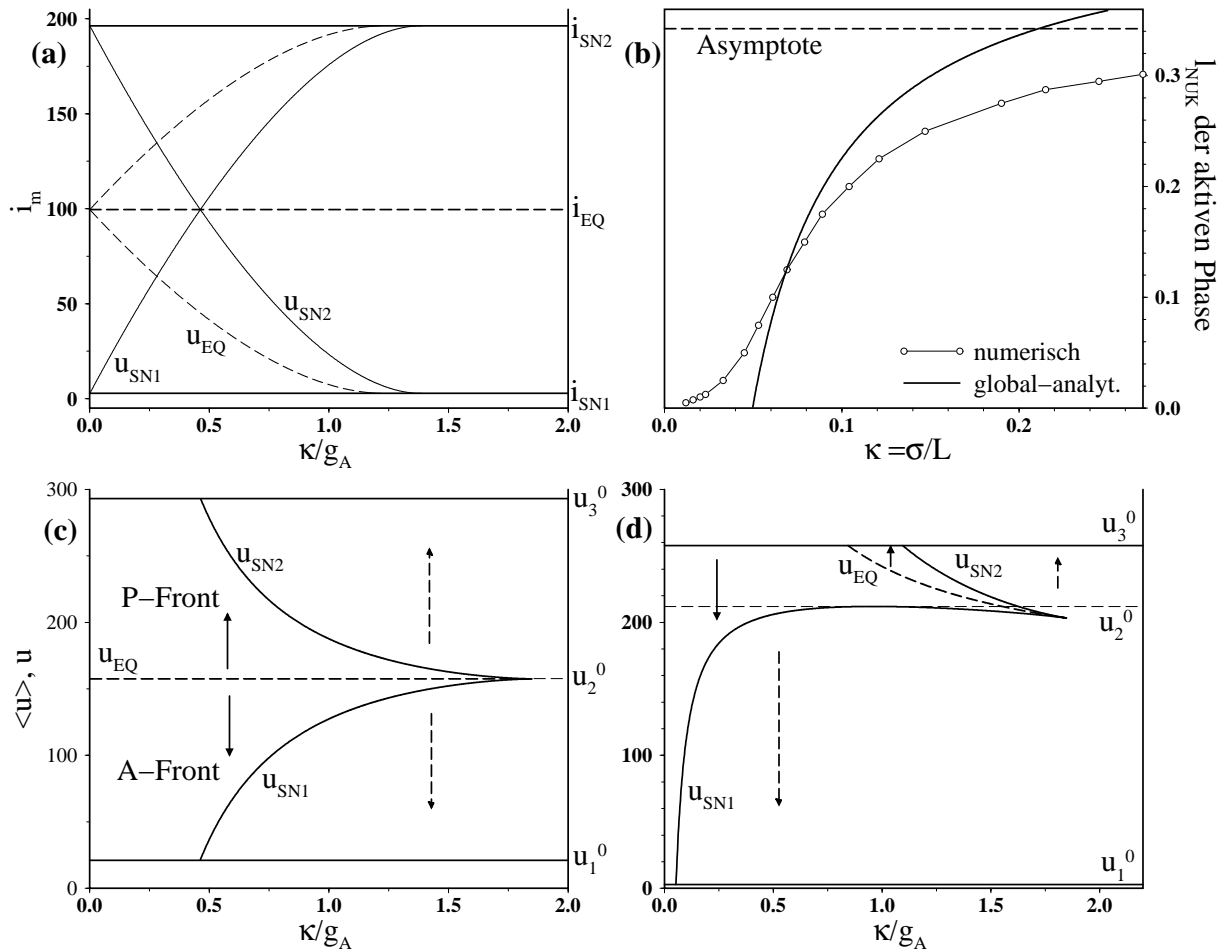 (a)
200
150
100
50
0
i_m
i_SN2
i_EQ
i_SN1
u_SN2
u_EQ
u_SN1
0.0 0.5 1.0 1.5 2.0
κ/g_A
(b)
Asymptote
numerisch
global−analyt.
0.3
0.2
0.1
0.0
l_NUK der aktiven Phase
0.0 0.1 0.2
κ =σ/L
(c)
300
200
100
0
<u>, u
u_SN2
P−Front
u_EQ
A−Front
u_SN1
u_3^0
u_2^0
u_1^0
0.0 0.5 1.0 1.5 2.0
κ/g_A
(d)
300
200
100
0
u_3^0
u_SN2
u_EQ
u_2^0
u_SN1
u_1^0
0.0 0.5 1.0 1.5 2.0
κ/g_A